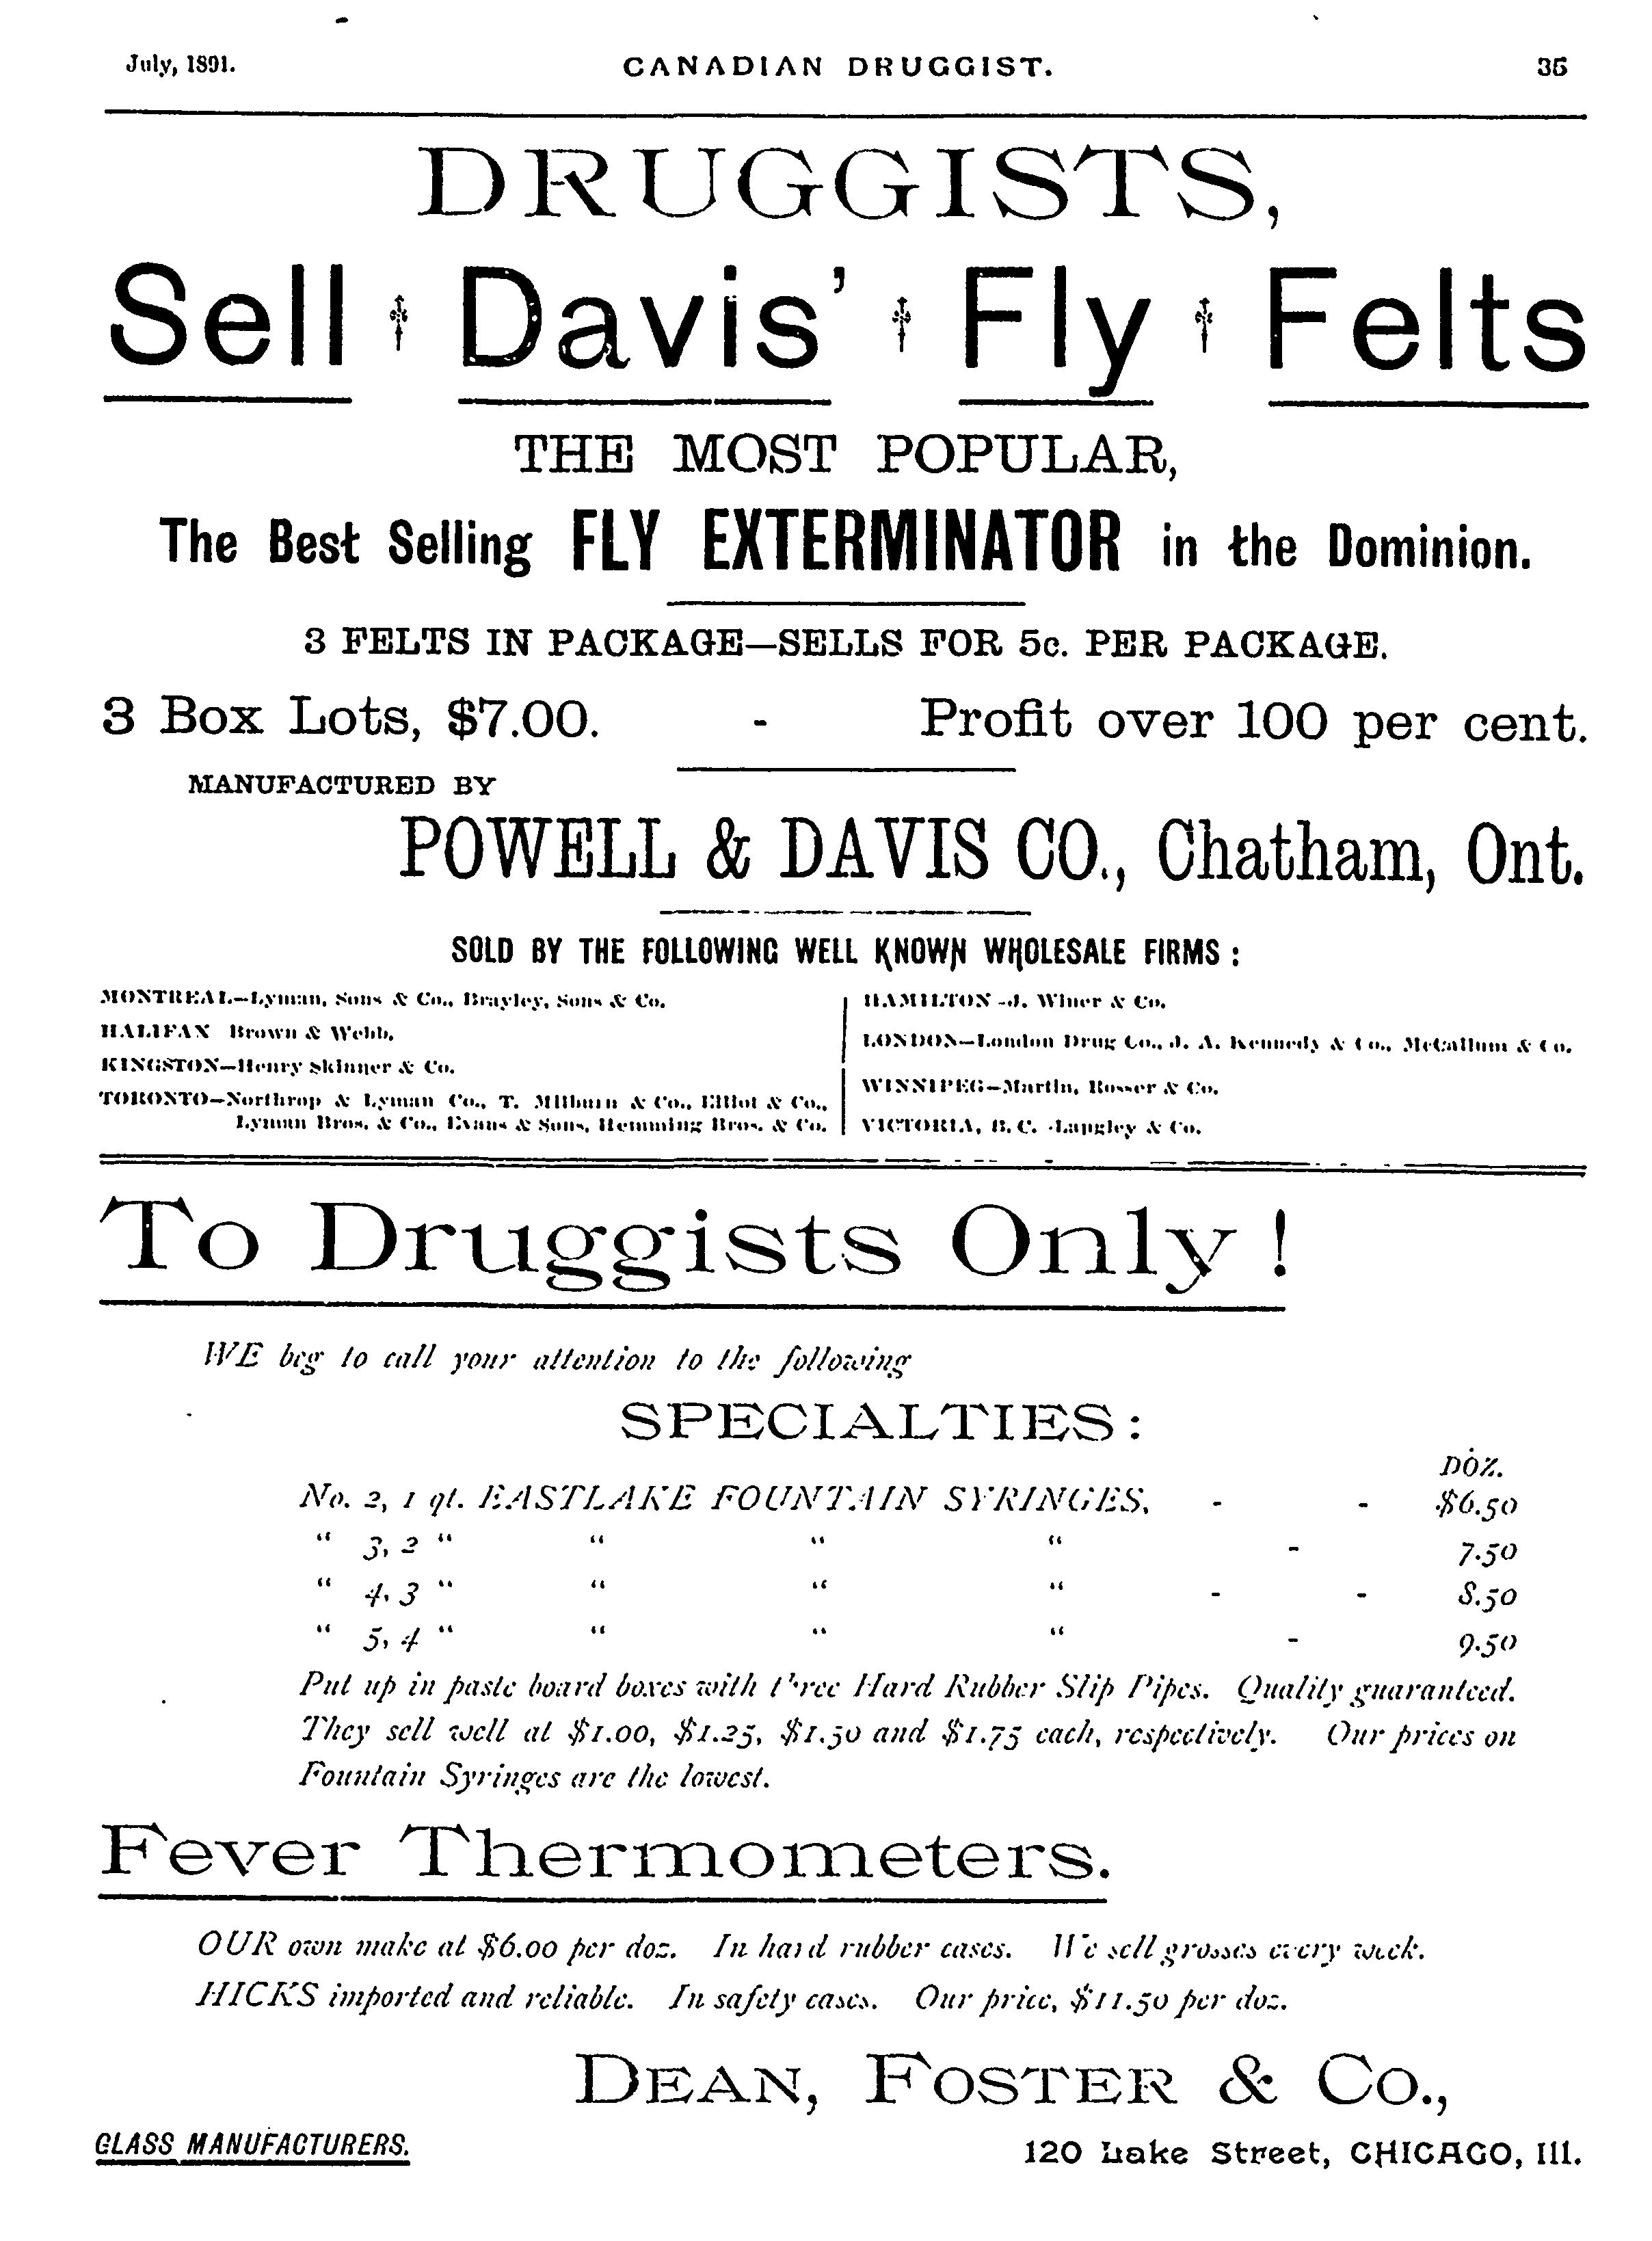 July, 1891.
CANADIAN DRUGGIST.
35
DRUGGISTS,
Sell Davis' Fly Felts
THE MOST POPULAR,
The Best Selling FLY EXTERMINATOR in the Dominion.
3 FELTS IN PACKAGE—SELLS FOR 5c. PER PACKAGE.
3 Box Lots, $7.00. - Profit over 100 per cent.
MANUFACTURED BY
POWELL & DAVIS CO., Chatham, Ont.
SOLD BY THE FOLLOWING WELL KNOWN WHOLESALE FIRMS :
MONTREAL—Lyman, Sons & Co., Brayley, Sons & Co.
HALIFAX Brown & Webb.
KINGSTON—Henry Skinner & Co.
TORONTO—Northrop & Lyman Co., T. Milburn & Co., Elliot & Co.,
Lyman Bros. & Co., Evans & Sons, Hemming Bros. & Co.
HAMILTON -J. Winer & Co.
LONDON—London Drug Co., J. A. Kennedy & Co., McCallum & Co.
WINNIPEG—Martin, Rosser & Co.
VICTORIA, B. C. -Langley & Co.
To Druggists Only !
WE beg to call your attention to the following
SPECIALTIES :
DOZ.
No. 2, 1 qt. EASTLAKE FOUNTAIN SYRINGES, - - $6.50
" 3, 2 " " " " - 7.50
" 4, 3 " " " " - - 8.50
" 5, 4 " " " " - 9.50
Put up in paste board boxes with three Hard Rubber Slip Pipes. Quality guaranteed.
They sell well at $1.00, $1.25, $1.50 and $1.75 each, respectively. Our prices on
Fountain Syringes are the lowest.
Fever Thermometers.
OUR own make at $6.00 per doz. In hard rubber cases. We sell grosses every week.
HICKS imported and reliable. In safety cases. Our price, $11.50 per doz.
DEAN, FOSTER & CO.,
GLASS MANUFACTURERS.
120 Lake Street, CHICAGO, Ill.